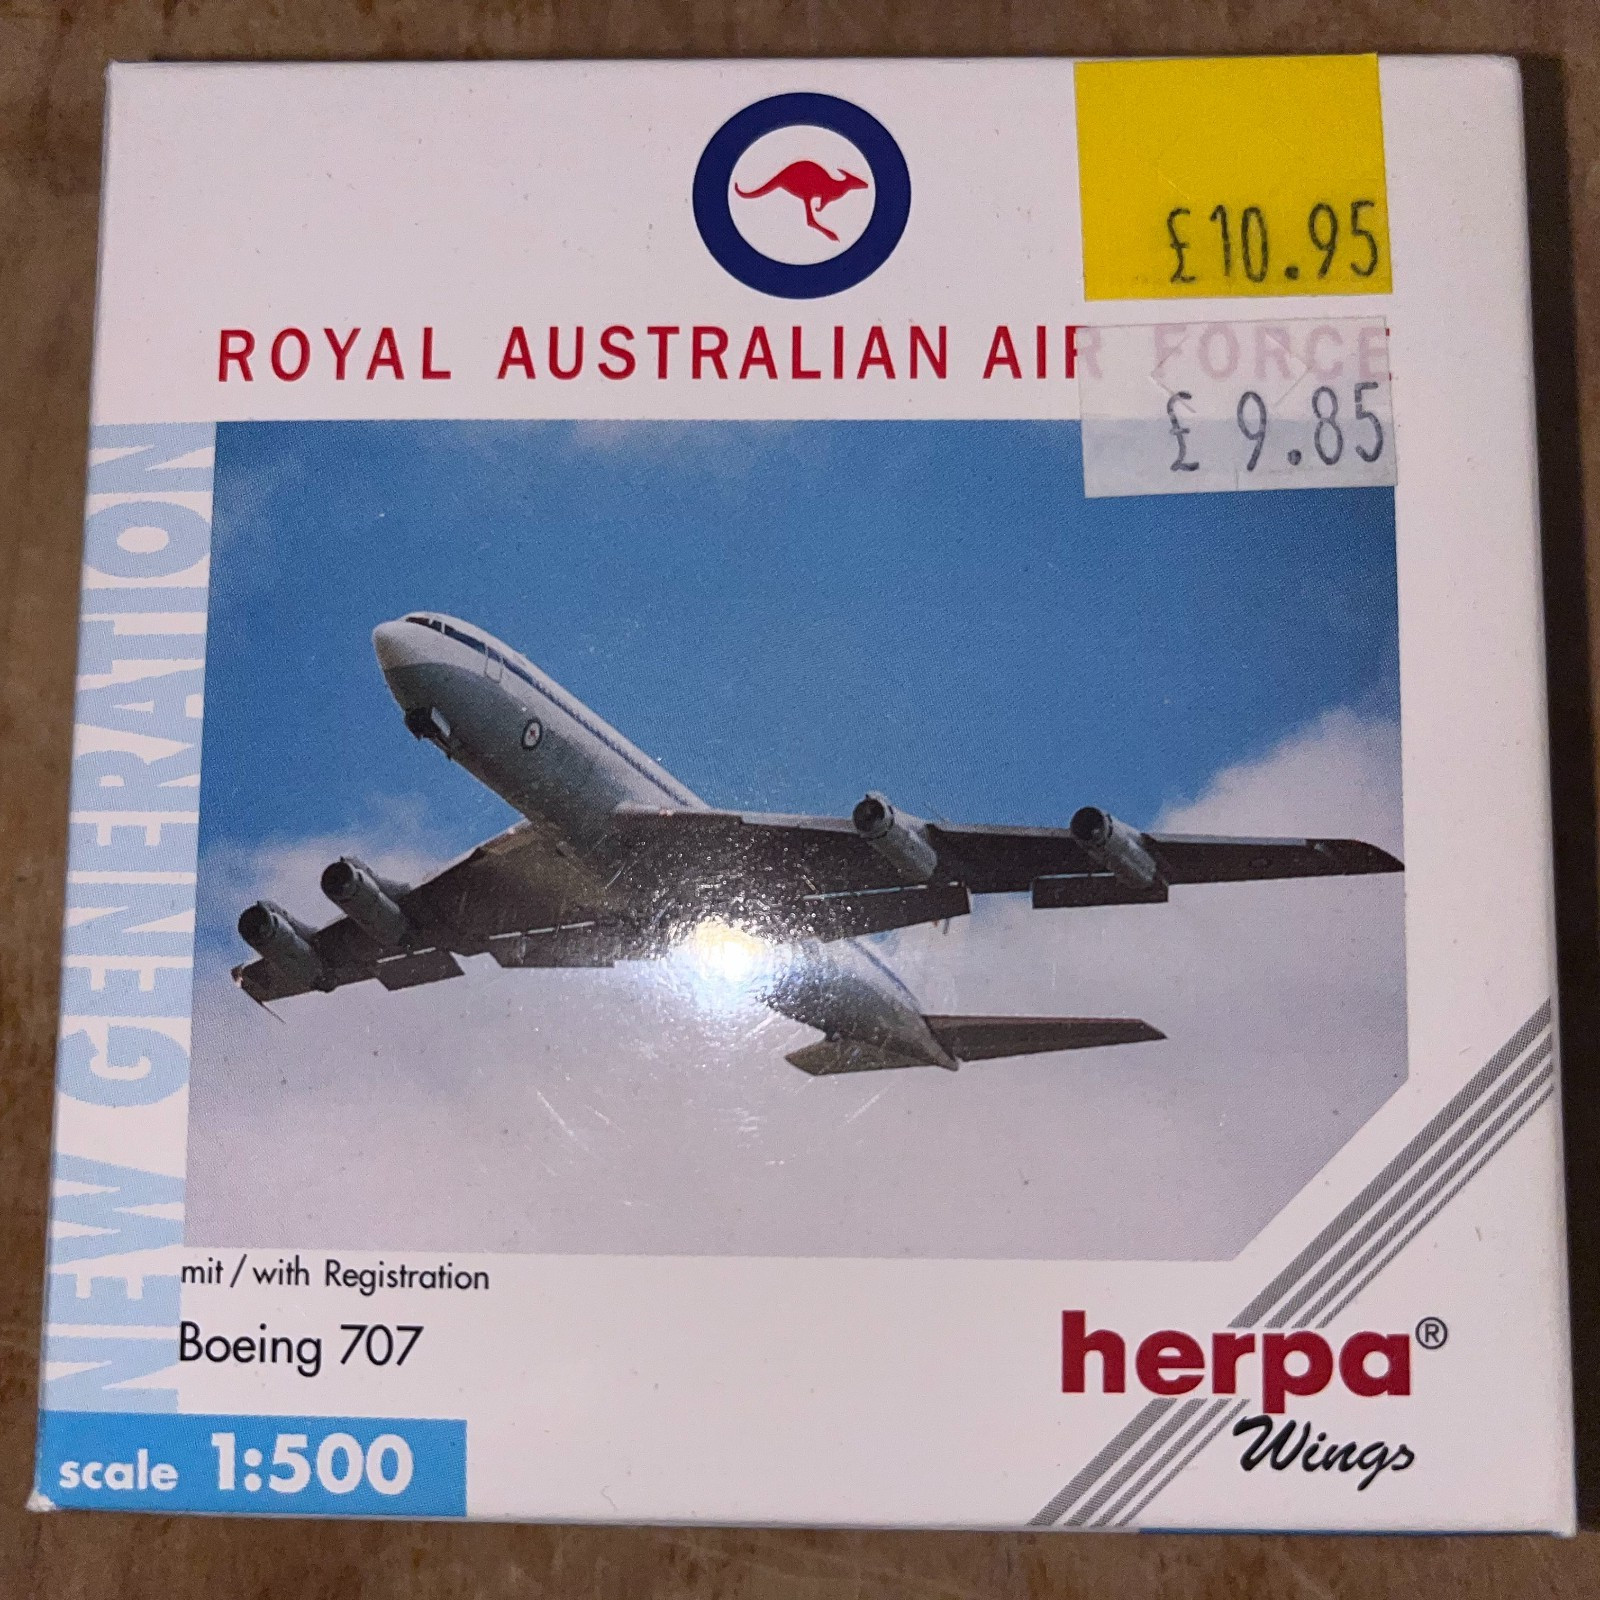 £10.95
ROYAL AUSTRALIAN AIR FORCE
£ 9.85
NEW GENERATION
mit / with Registration
Boeing 707
scale 1:500
herpa®
Wings